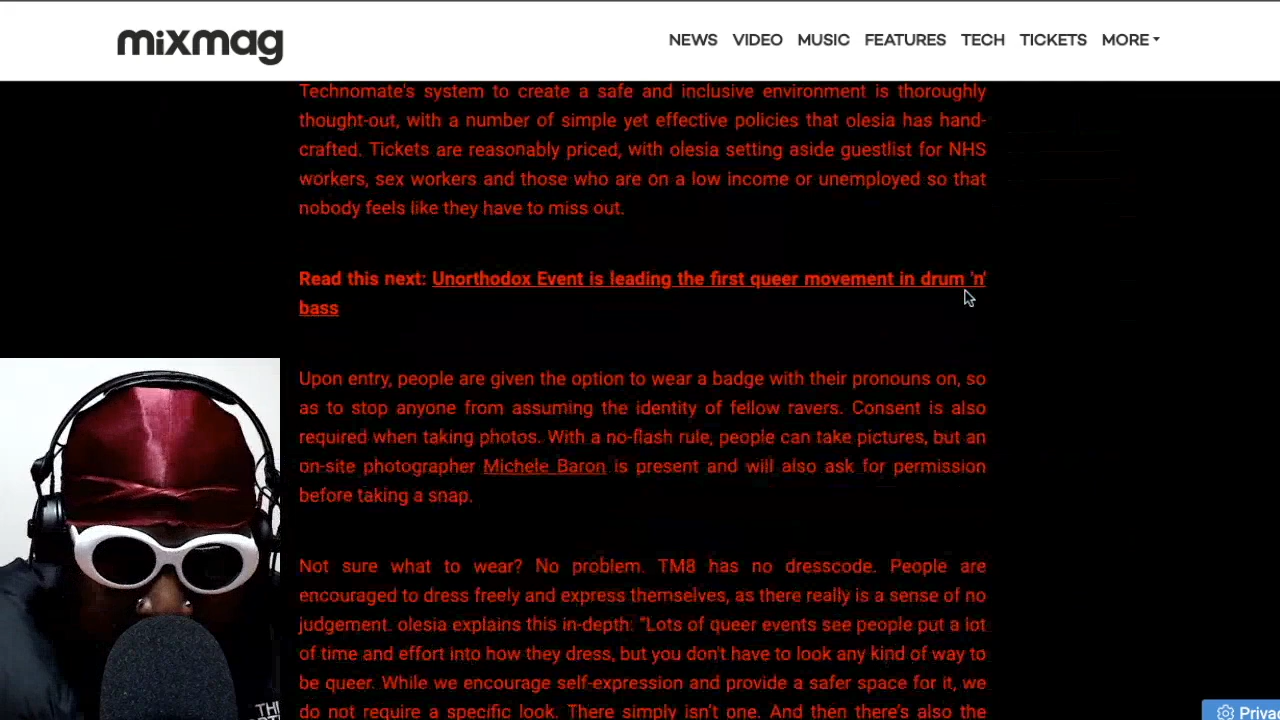 mixmag
NEWS VIDEO MUSIC FEATURES TECH TICKETS MORE
Technomate's system to create a safe and inclusive environment is thoroughly
thought-out, with a number of simple yet effective policies that olesia has hand-
crafted. Tickets are reasonably priced, with olesia setting aside guestlist for NHS
workers, sex workers and those who are on a low income or unemployed so that
nobody feels like they have to miss out.
Read this next: Unorthodox Event is leading the first queer movement in drum 'n'
bass
Upon entry, people are given the option to wear a badge with their pronouns on, so
as to stop anyone from assuming the identity of fellow ravers. Consent is also
required when taking photos. With a no-flash rule, people can take pictures, but an
on-site photographer Michele Baron is present and will also ask for permission
before taking a snap.
Not sure what to wear? No problem. TM8 has no dresscode. People are
encouraged to dress freely and express themselves, as there really is a sense of no
judgement. olesia explains this in-depth: “Lots of queer events see people put a lot
of time and effort into how they dress, but you don't have to look any kind of way to
be queer. While we encourage self-expression and provide a safer space for it, we
do not require a specific look. There simply isn't one. And then there's also the
Priva